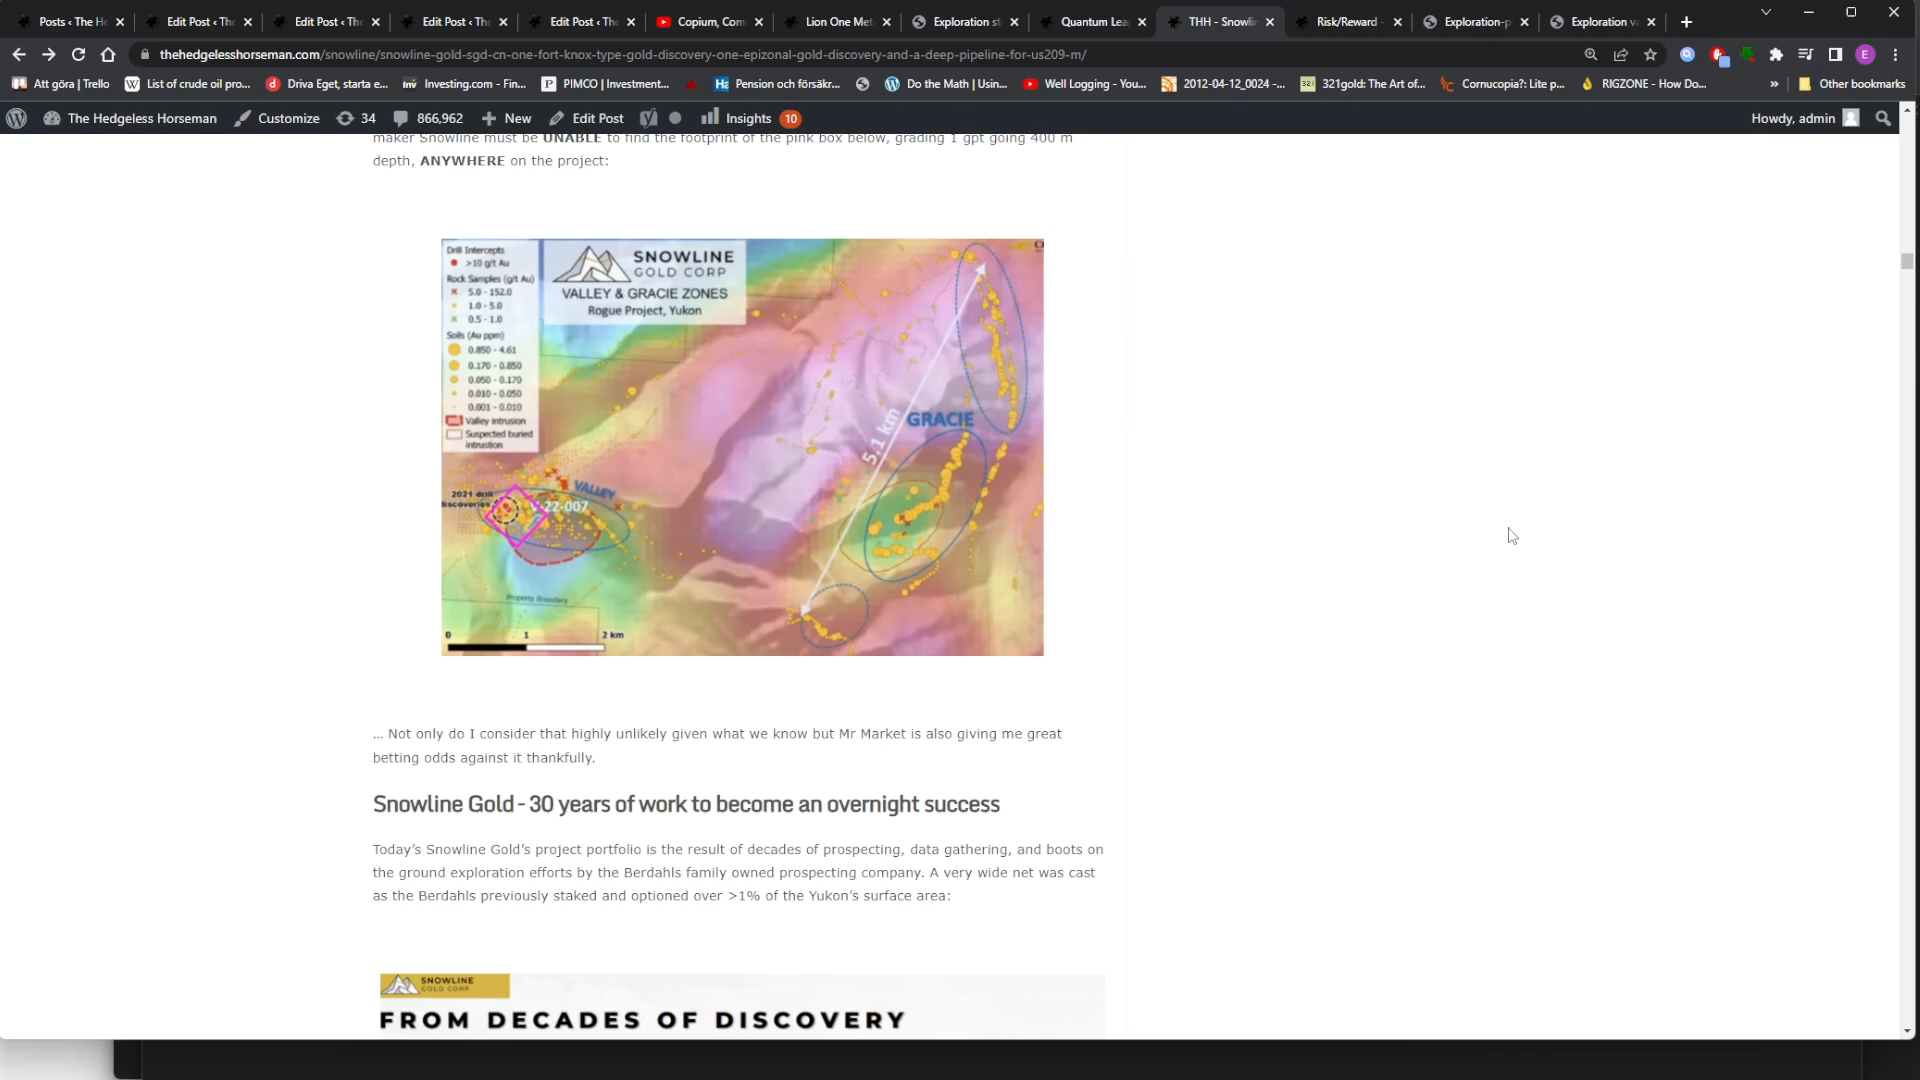 Posts ‹ The H
Edit Post ‹ Th
Edit Post ‹ Th
Edit Post ‹ Th
Edit Post ‹ Th
Copium, Com
Lion One Met
Exploration st
Quantum Lea
THH - Snowli
Risk/Reward
Exploration-p
Exploration v
thehedgelesshorseman.com/snowline/snowline-gold-sgd-cn-one-fort-knox-type-gold-discovery-one-epizonal-gold-discovery-and-a-deep-pipeline-for-us209-m/
Att göra | Trello
List of crude oil pro...
Driva Eget, starta e...
Investing.com - Fin...
PIMCO | Investment...
Pension och försäkr...
Do the Math | Usin...
Well Logging - You...
2012-04-12_0024 -...
321gold: The Art of...
Cornucopia?: Lite p...
RIGZONE - How Do...
»
Other bookmarks
The Hedgeless Horseman
Customize
34
866,962
New
Edit Post
Insights 10
Howdy, admin
maker Snowline must be UNABLE to find the footprint of the pink box below, grading 1 gpt going 400 m
depth, ANYWHERE on the project:
Drill Intercepts
>10 g/t Au
Rock Samples (g/t Au)
5.0 - 152.0
1.0 - 5.0
0.5 - 1.0
Soils (Au ppm)
0.850 - 4.61
0.170 - 0.850
0.050 - 0.170
0.010 - 0.050
0.001 - 0.010
Valley intrusion
Suspected buried
intrustion
SNOWLINE
GOLD CORP
VALLEY & GRACIE ZONES
Rogue Project, Yukon
GRACIE
5.1 km
2021 drill
discoveries
VALLEY
22-007
Property Boundary
0 1 2 km
... Not only do I consider that highly unlikely given what we know but Mr Market is also giving me great
betting odds against it thankfully.
Snowline Gold - 30 years of work to become an overnight success
Today's Snowline Gold's project portfolio is the result of decades of prospecting, data gathering, and boots on
the ground exploration efforts by the Berdahls family owned prospecting company. A very wide net was cast
as the Berdahls previously staked and optioned over >1% of the Yukon's surface area:
SNOWLINE
GOLD CORP
FROM DECADES OF DISCOVERY